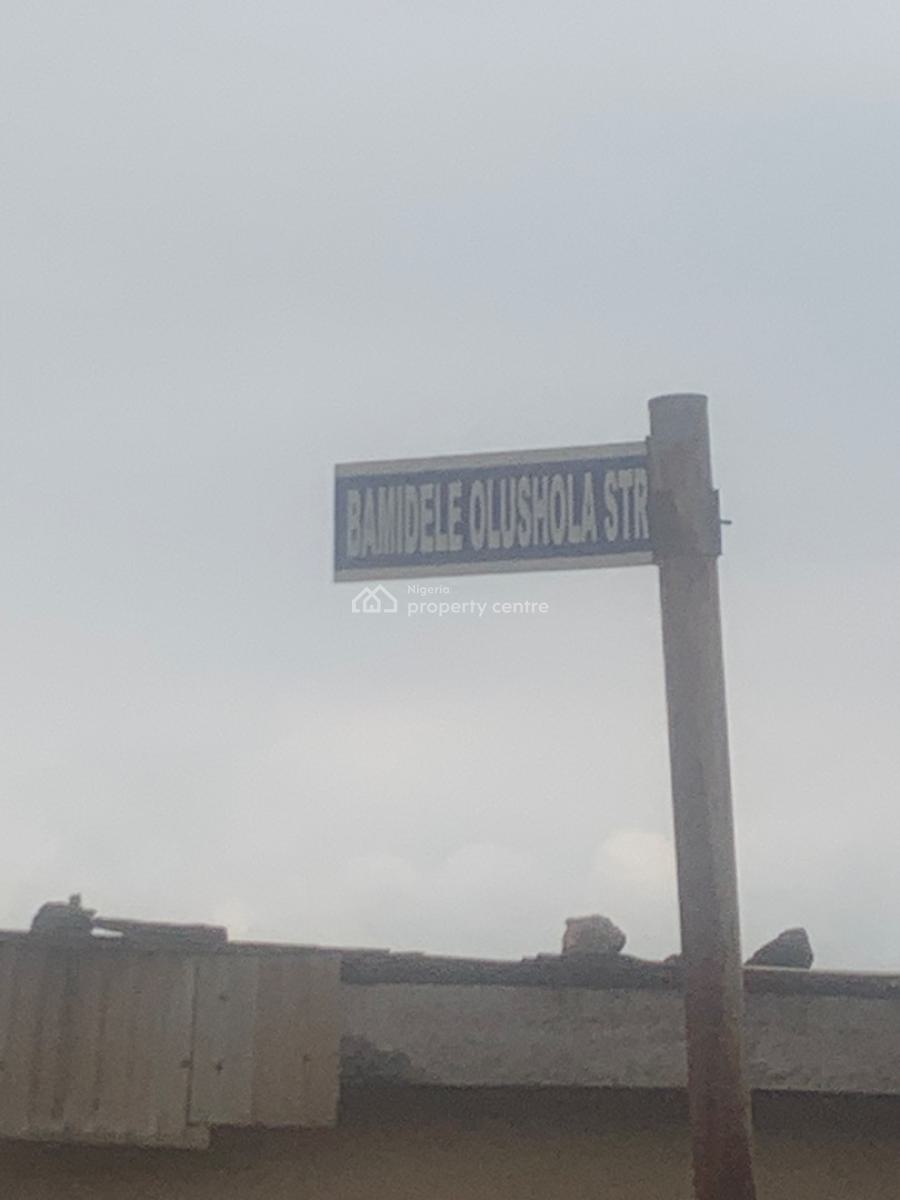 BAMIDELE OLUSHOLA STR
Nigeria
property centre